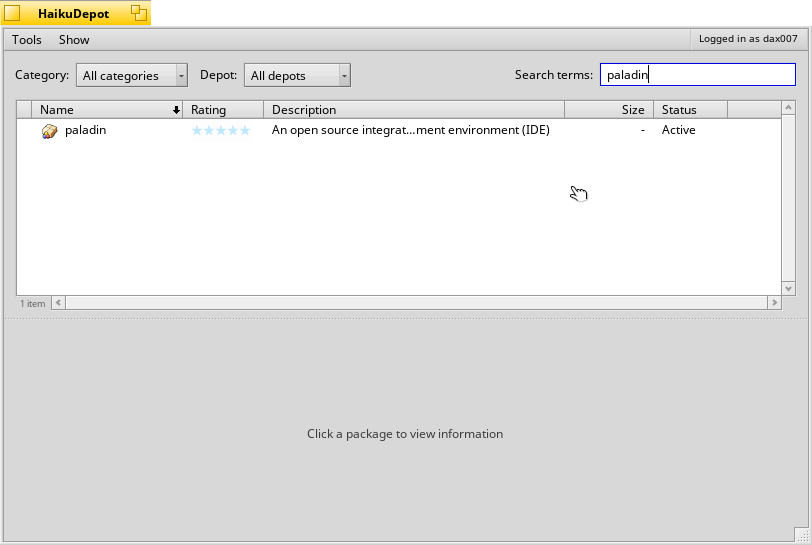 HaikuDepot
Tools Show Logged in as dax007
Category: All categories Depot: All depots Search terms: paladin
Name Rating Description Size Status
paladin An open source integrat...ment environment (IDE) - Active
1 item
Click a package to view information